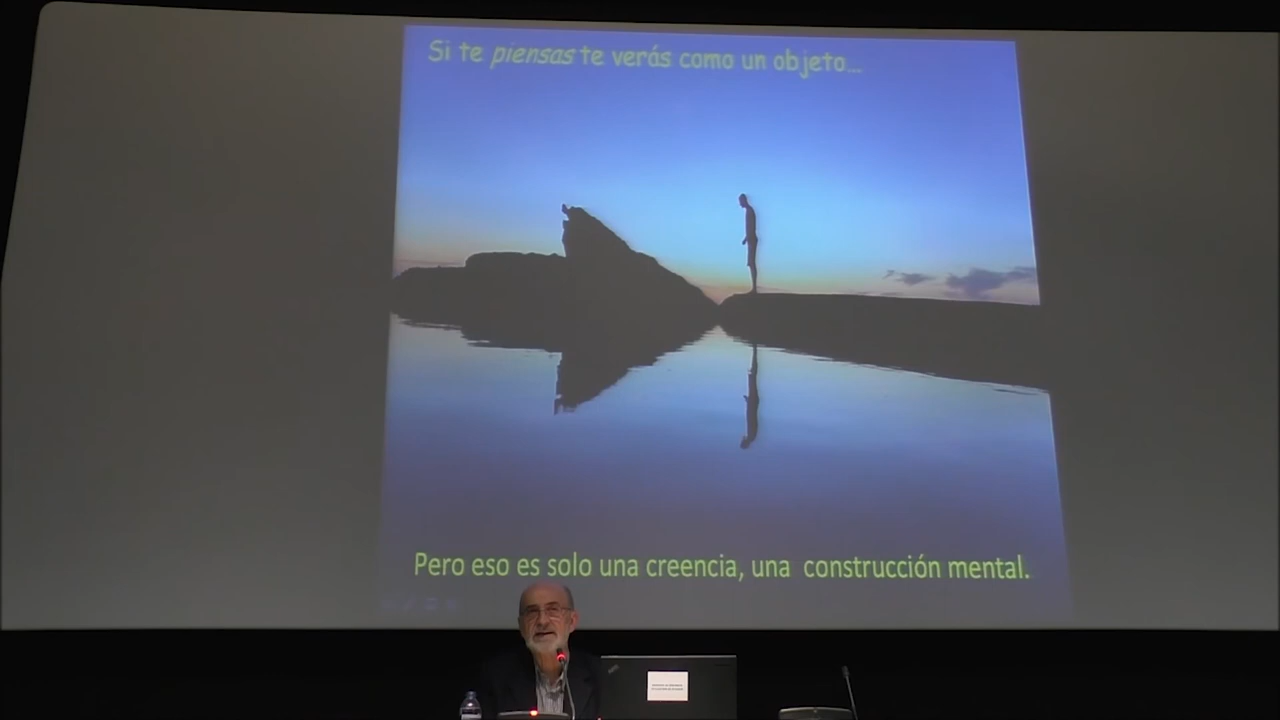 Si te piensas te verás como un objeto...
Pero eso es solo una creencia, una construcción mental.